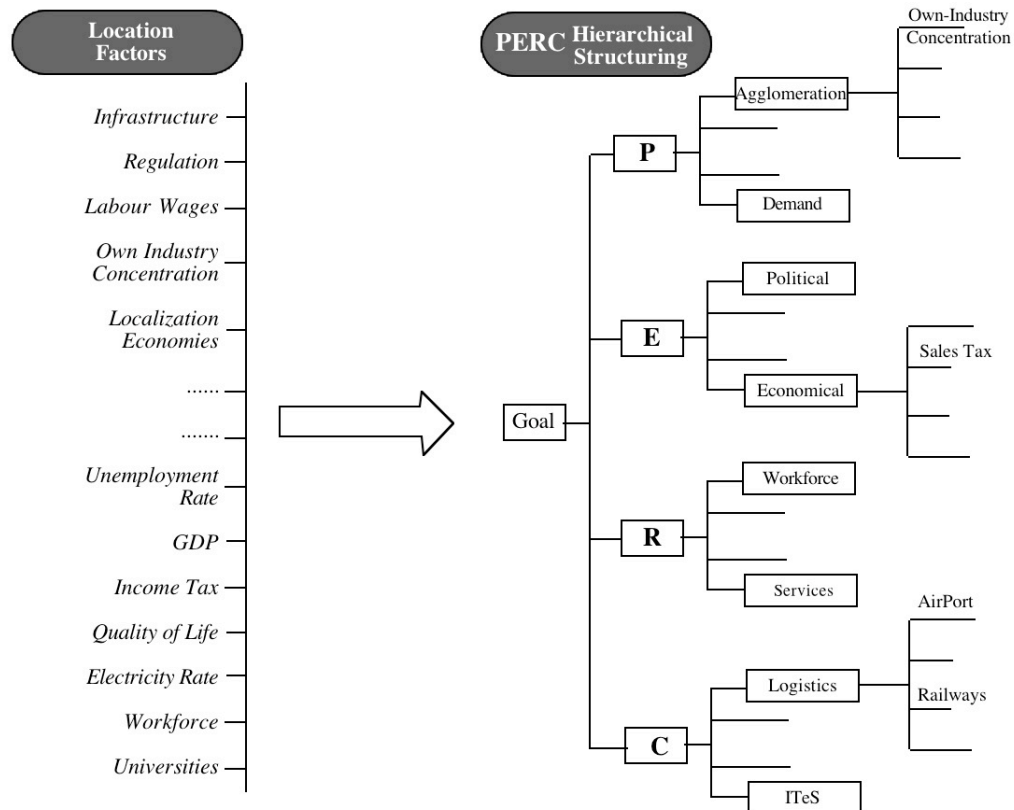 Location
Factors
Infrastructure
Regulation
Labour Wages
Own Industry
Concentration
Localization
Economies
......
.......
Unemployment
Rate
GDP
Income Tax
Quality of Life
Electricity Rate
Workforce
Universities
PERC Hierarchical
Structuring
Goal
P
Agglomeration
Own-Industry
Concentration
Demand
E
Political
Economical
Sales Tax
R
Workforce
Services
C
Logistics
AirPort
Railways
ITeS